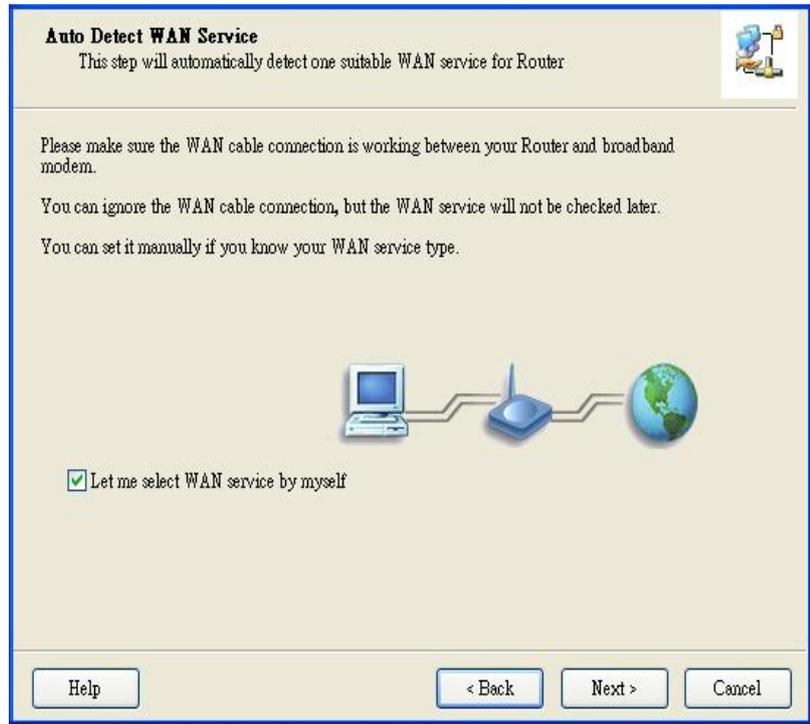 Auto Detect WAN Service
This step will automatically detect one suitable WAN service for Router
Please make sure the WAN cable connection is working between your Router and broadband
modem.
You can ignore the WAN cable connection, but the WAN service will not be checked later.
You can set it manually if you know your WAN service type.
Let me select WAN service by myself
Help
< Back
Next >
Cancel